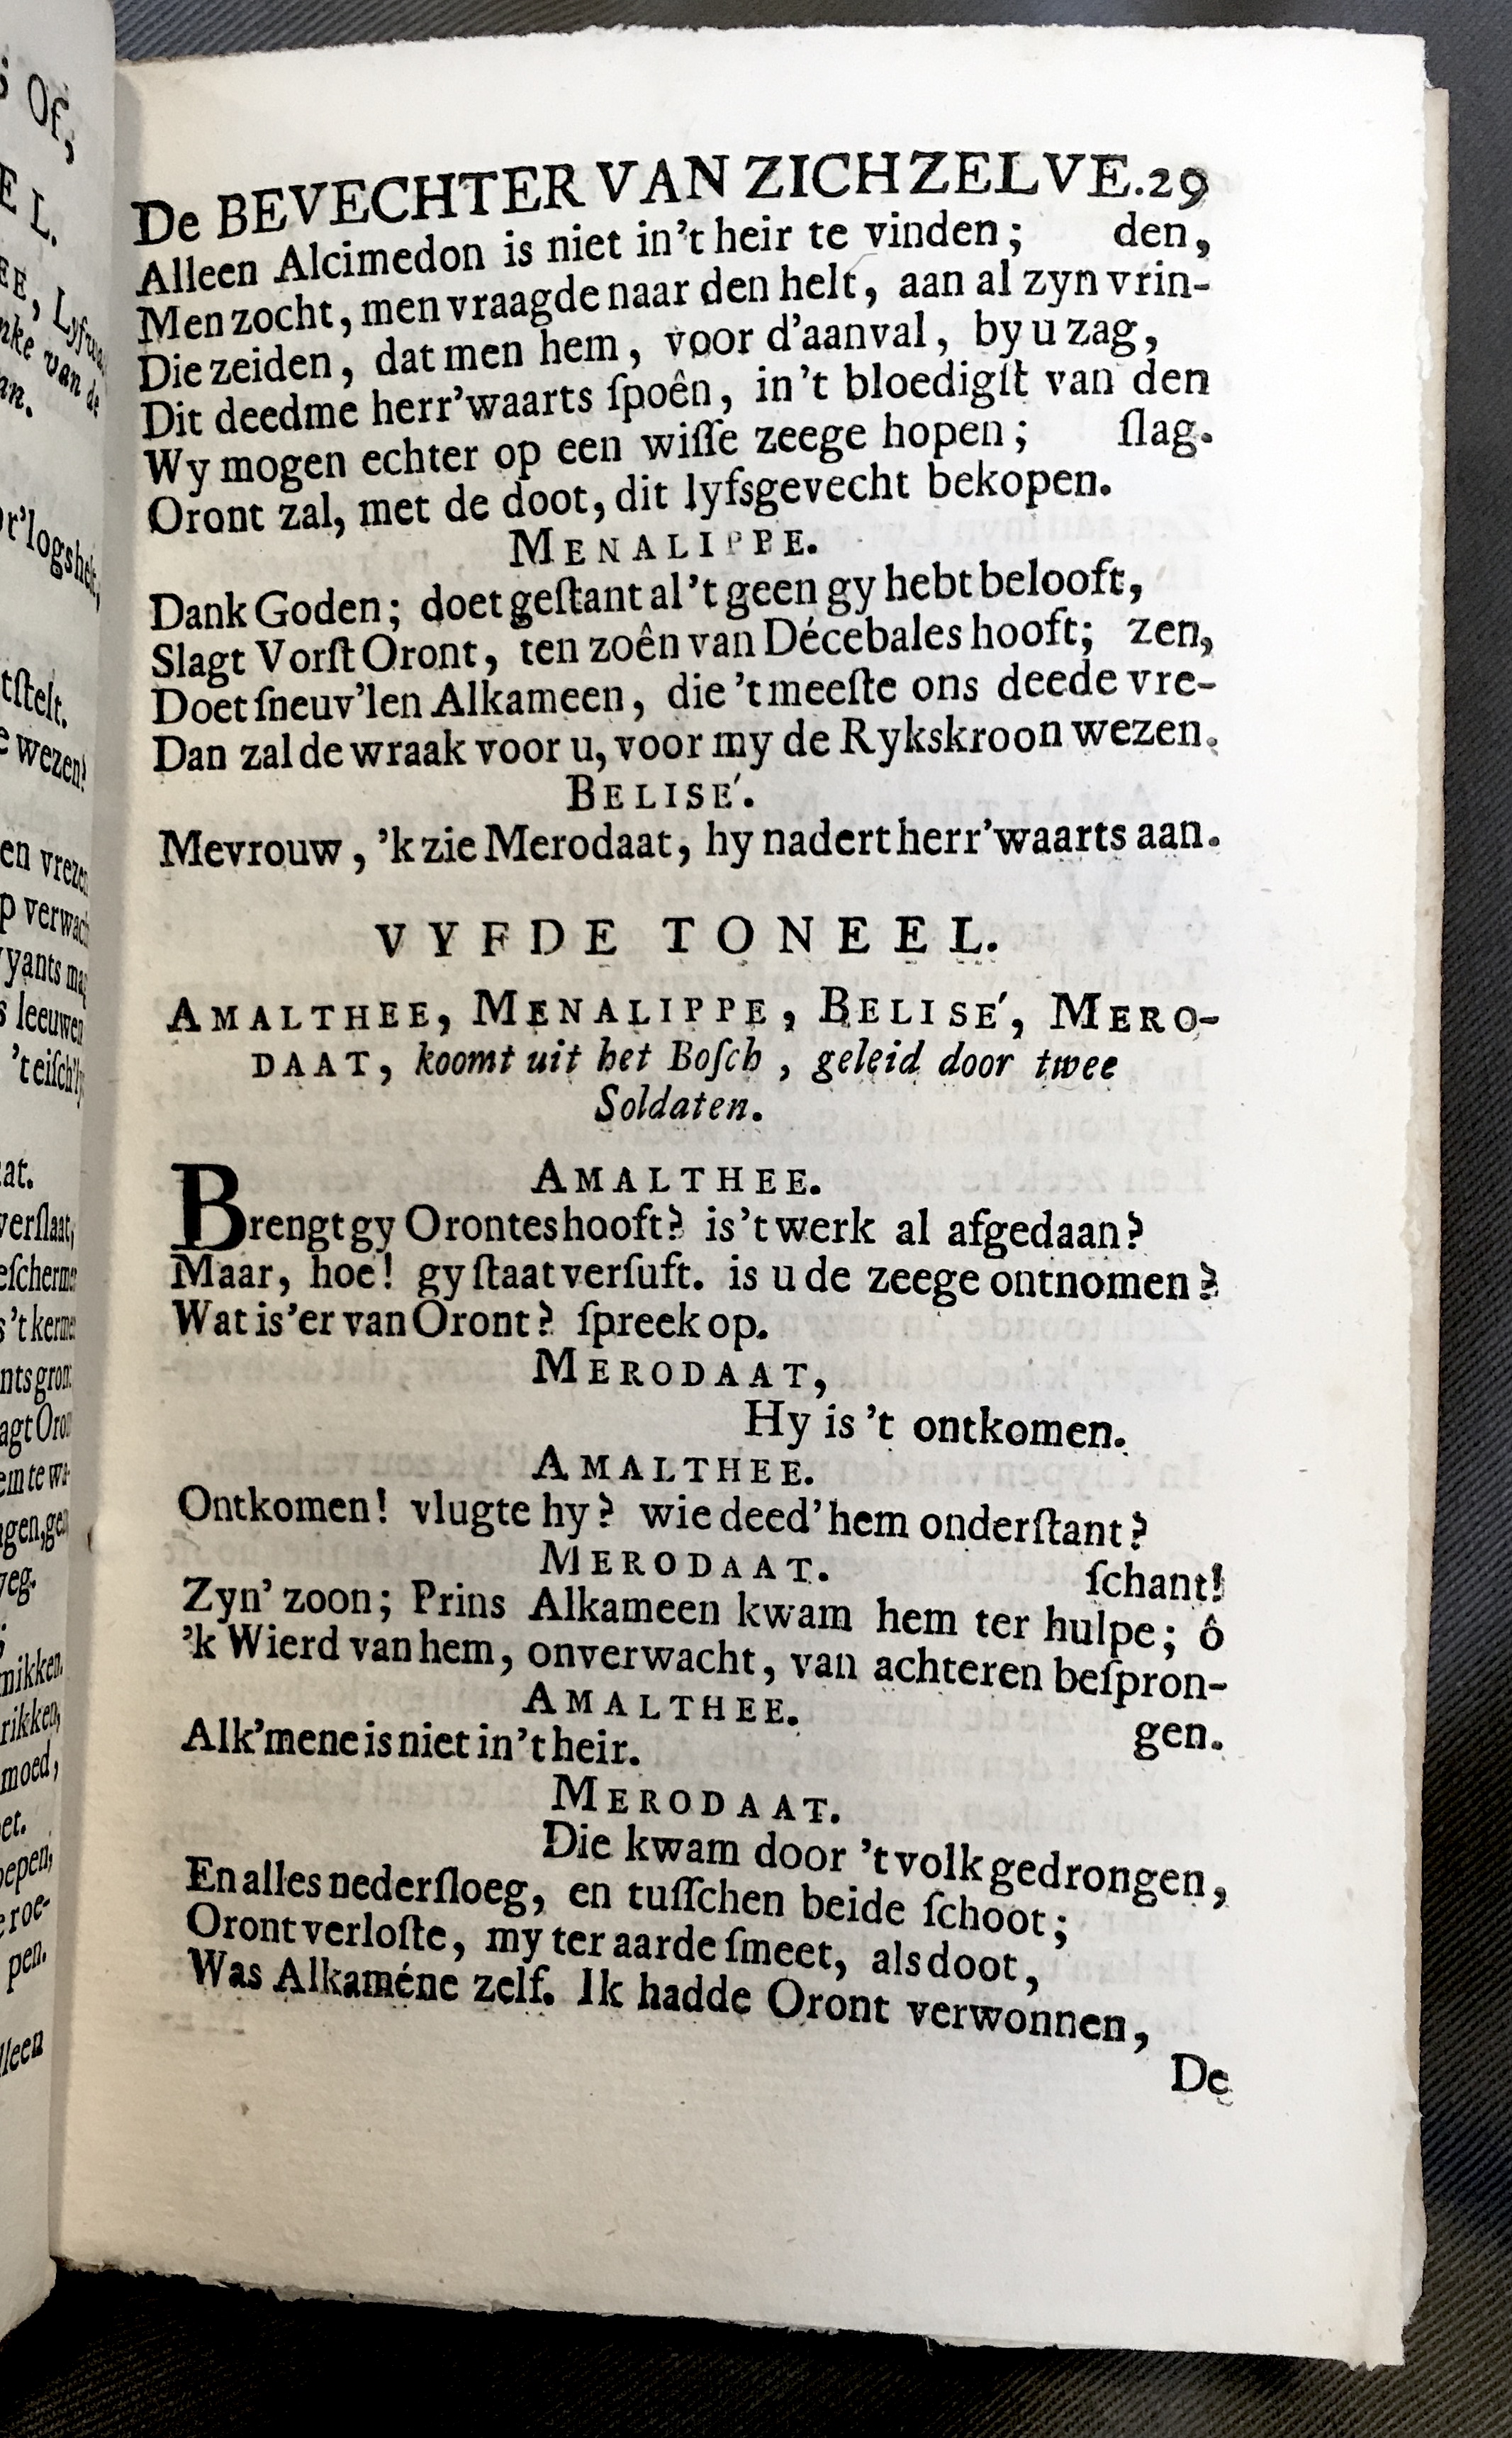 De BEVECHTER VAN ZICHZELVE. 29
Alleen Alcimedon is niet in't heir te vinden; den,
Men zocht, men vraagde naar den helt, aan al zyn vrin-
Die zeiden, dat men hem, voor d'aanval, by u zag,
Dit deedme herr'waarts ſpoên, in't bloedigſt van den
Wy mogen echter op een wiſſe zeege hopen; ſlag.
Oront zal, met de doot, dit lyfsgevecht bekopen.
MENALIPPE.
Dank Goden; doet geſtant al 't geen gy hebt belooft,
Slagt Vorſt Oront, ten zoên van Décebales hooft; zen,
Doet ſneuv'len Alkameen, die 't meeſte ons deede vre-
Dan zal de wraak voor u, voor my de Rykskroon wezen.
BELISE'.
Mevrouw, 'k zie Merodaat, hy nadert herr'waarts aan.
VYFDE TONEEL.
AMALTHEE, MENALIPPE, BELISE', MERO-
DAAT, koomt uit het Boſch, geleid door twee
Soldaten.
AMALTHEE.
Brengt gy Orontes hooft? is 't werk al afgedaan?
Maar, hoe! gy ſtaat verſuft. is u de zeege ontnomen?
Wat is'er van Oront? ſpreek op.
MERODAAT,
Hy is 't ontkomen.
AMALTHEE.
Ontkomen! vlugte hy? wie deed' hem onderſtant?
MERODAAT. ſchant!
Zyn' zoon; Prins Alkameen kwam hem ter hulpe; ô
'k Wierd van hem, onverwacht, van achteren beſpron-
AMALTHEE. gen.
Alk'mene is niet in 't heir.
MERODAAT.
Die kwam door 't volk gedrongen,
En alles nederſloeg, en tuſſchen beide ſchoot;
Oront verloſte, my ter aarde ſmeet, als doot,
Was Alkaméne zelf. Ik hadde Oront verwonnen,
De